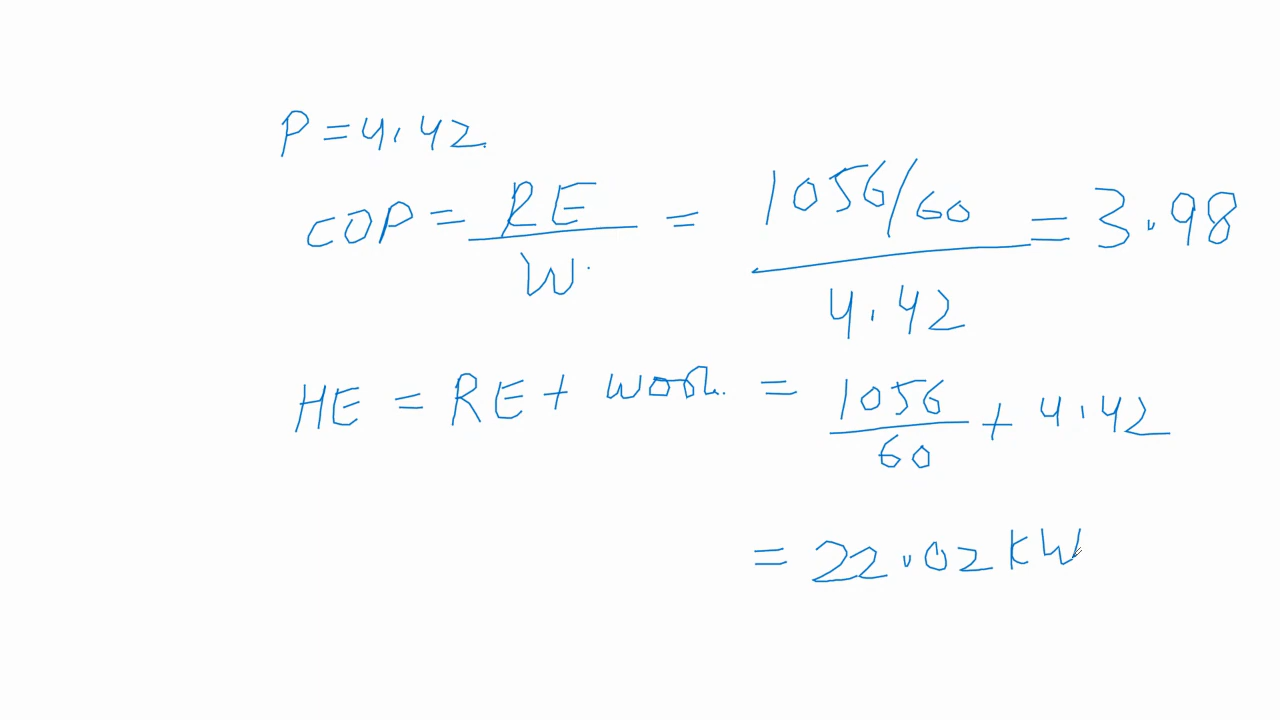 P = 4.42
COP = RE/W = (1056/60)/4.42 = 3.98
HE = RE + work = 1056/60 + 4.42
= 22.02 kW